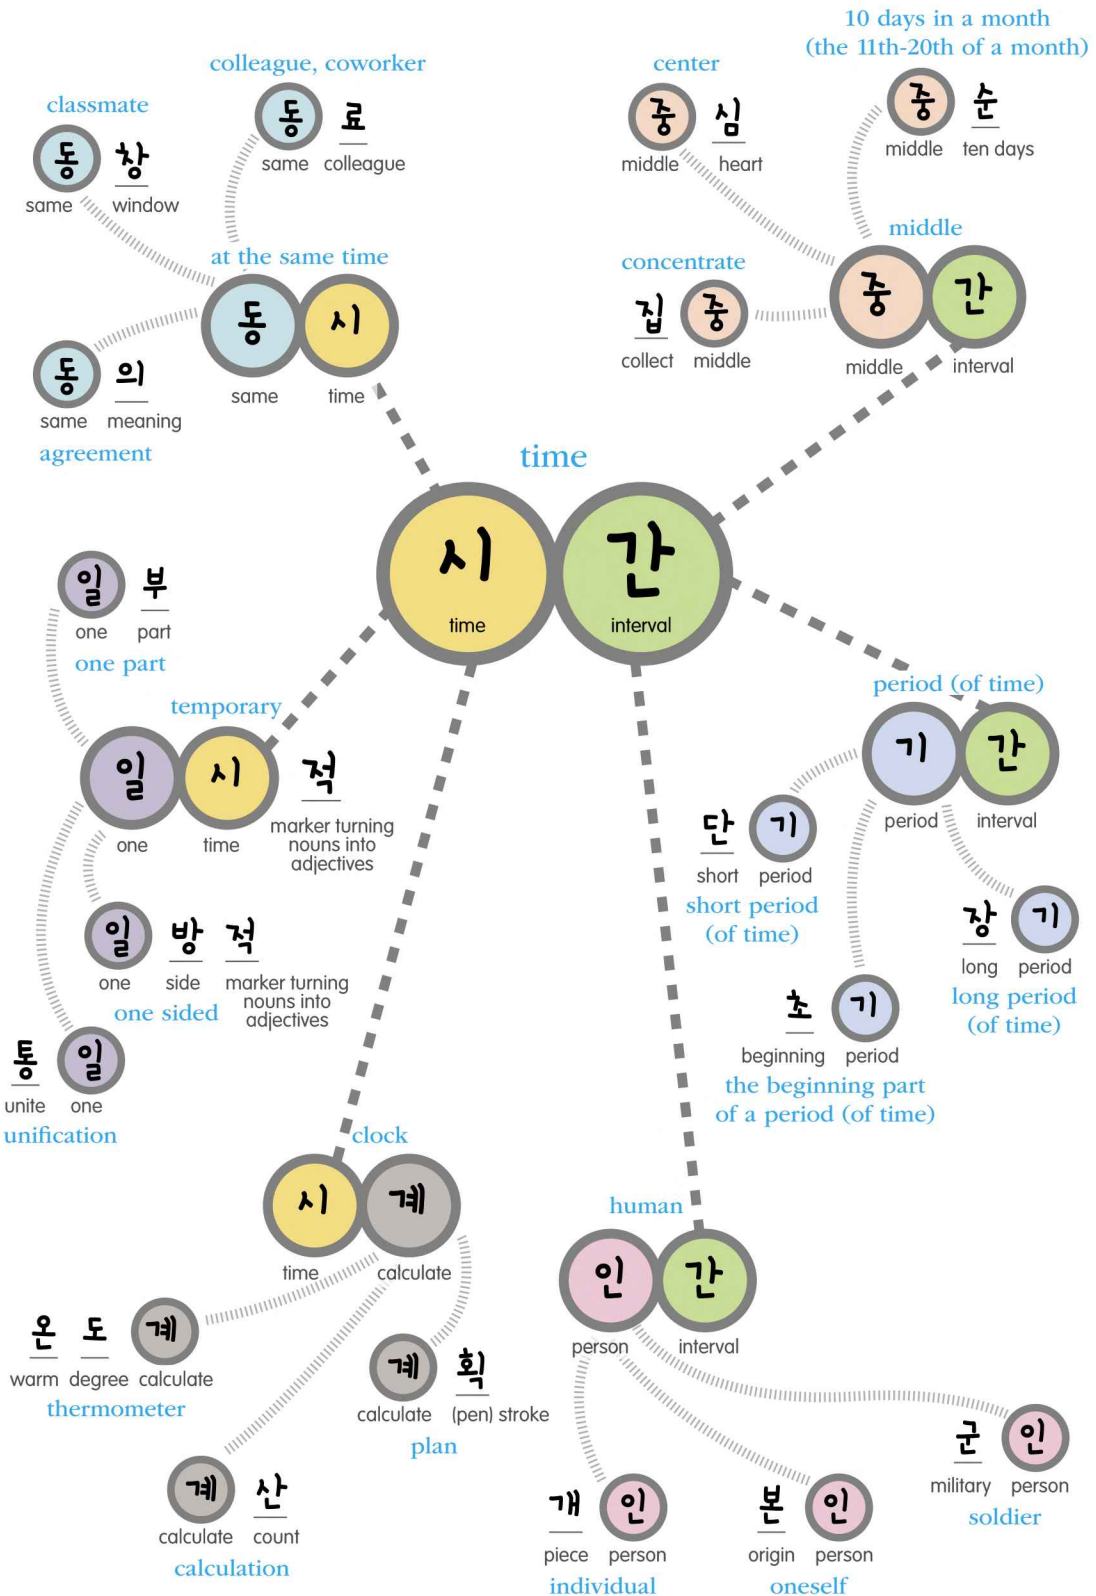 10 days in a month
(the 11th-20th of a month)
colleague, coworker
center
classmate
동 료
same colleague
중 심
middle heart
중 순
middle ten days
동 창
same window
at the same time
동 시
same time
middle
중 간
middle interval
concentrate
집 중
collect middle
동 의
same meaning
agreement
time
시 간
time interval
일 부
one part
one part
temporary
일 시 적
one time marker turning
nouns into
adjectives
period (of time)
기 간
period interval
단 기
short period
short period
(of time)
장 기
long period
long period
(of time)
일 방 적
one side marker turning
nouns into
adjectives
one sided
초 기
beginning period
the beginning part
of a period (of time)
통 일
unite one
unification
clock
시 계
time calculate
human
인 간
person interval
온 도 계
warm degree calculate
thermometer
계 획
calculate (pen) stroke
plan
군 인
military person
soldier
계 산
calculate count
calculation
개 인
piece person
individual
본 인
origin person
oneself